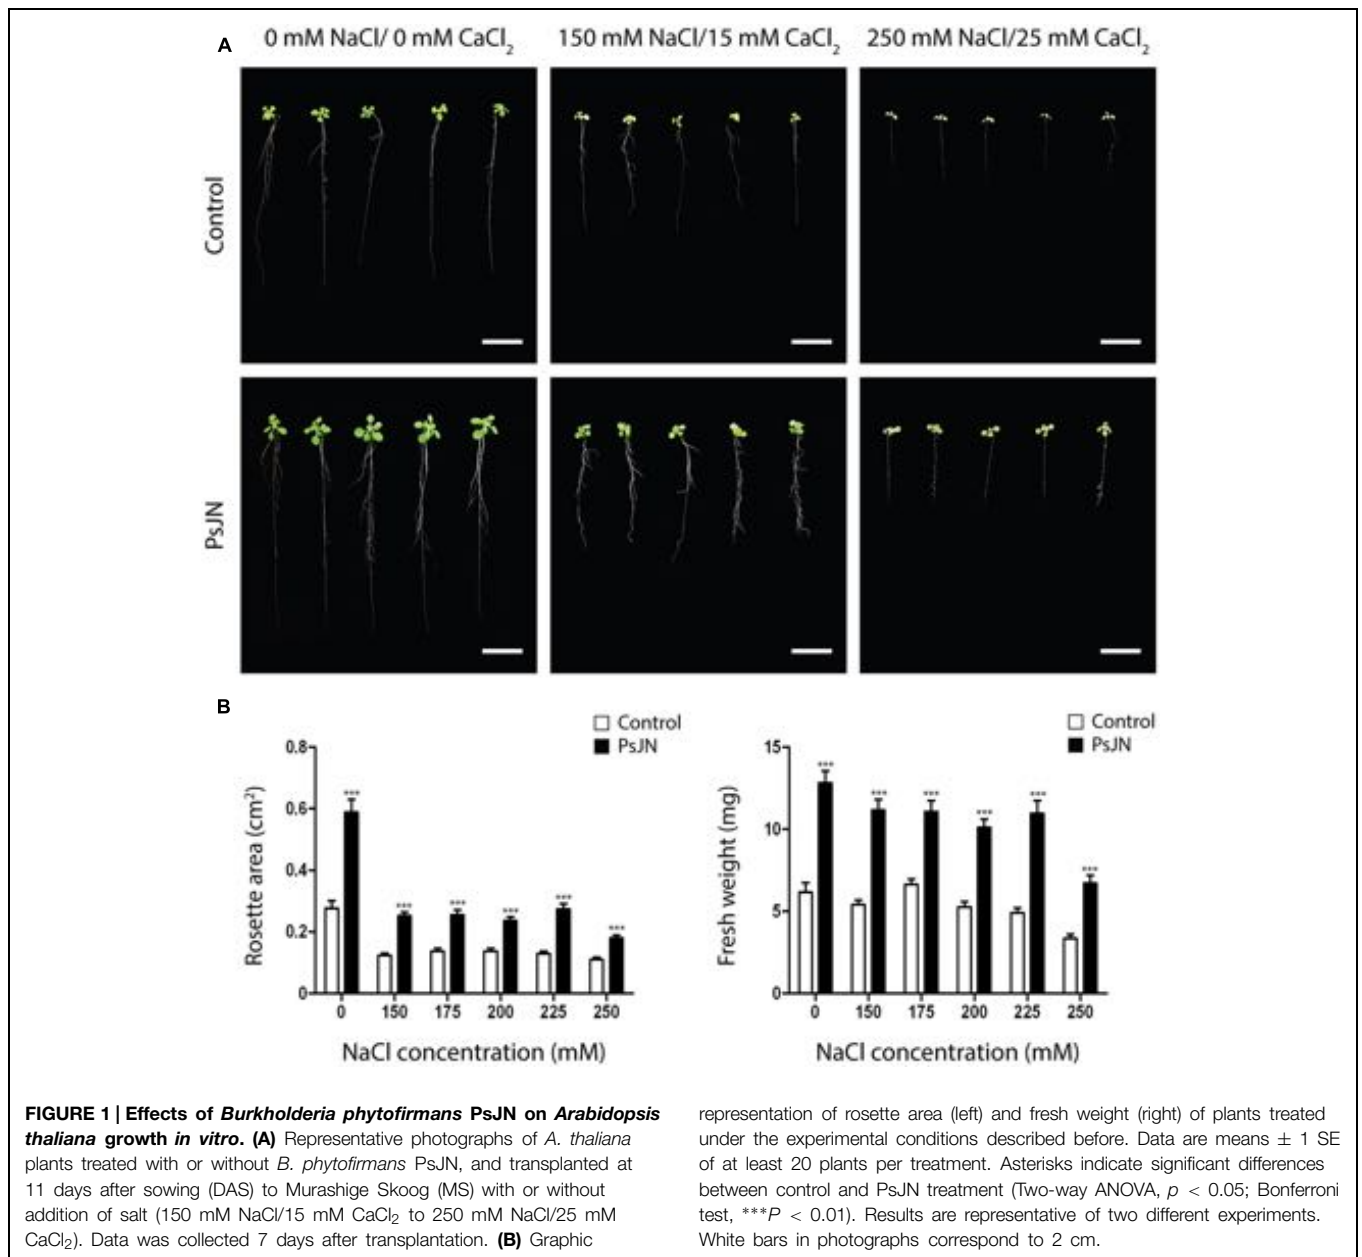 A
0 mM NaCl/ 0 mM CaCl₂
150 mM NaCl/15 mM CaCl₂
250 mM NaCl/25 mM CaCl₂
Control
PsJN
B
Control
PsJN
0.8
0.6
0.4
0.2
0
Rosette area (cm²)
***
***
***
***
***
***
0 150 175 200 225 250
NaCl concentration (mM)
Control
PsJN
15
10
5
0
Fresh weight (mg)
***
***
***
***
***
***
0 150 175 200 225 250
NaCl concentration (mM)
FIGURE 1 | Effects of Burkholderia phytofirmans PsJN on Arabidopsis
thaliana growth in vitro. (A) Representative photographs of A. thaliana
plants treated with or without B. phytofirmans PsJN, and transplanted at
11 days after sowing (DAS) to Murashige Skoog (MS) with or without
addition of salt (150 mM NaCl/15 mM CaCl₂ to 250 mM NaCl/25 mM
CaCl₂). Data was collected 7 days after transplantation. (B) Graphic
representation of rosette area (left) and fresh weight (right) of plants treated
under the experimental conditions described before. Data are means ± 1 SE
of at least 20 plants per treatment. Asterisks indicate significant differences
between control and PsJN treatment (Two-way ANOVA, p < 0.05; Bonferroni
test, ***P < 0.01). Results are representative of two different experiments.
White bars in photographs correspond to 2 cm.